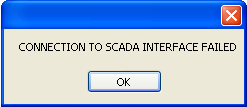 CONNECTION TO SCADA INTERFACE FAILED
OK